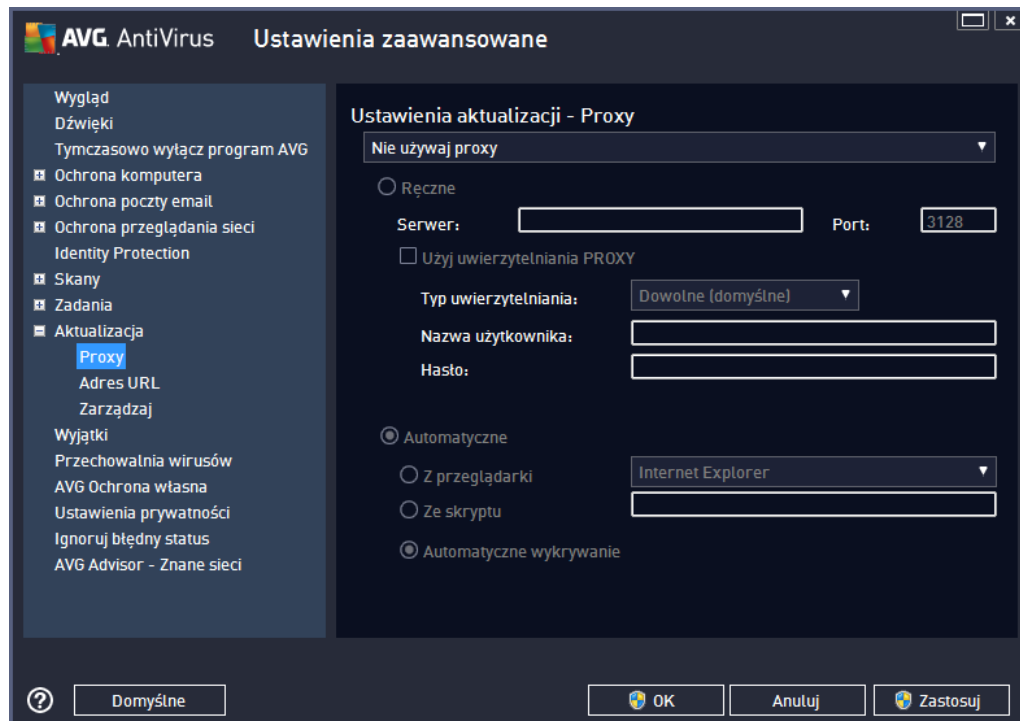 AVG. AntiVirus Ustawienia zaawansowane
Wygląd
Dźwięki
Tymczasowo wyłącz program AVG
Ochrona komputera
Ochrona poczty email
Ochrona przeglądania sieci
Identity Protection
Skany
Zadania
Aktualizacja
Proxy
Adres URL
Zarządzaj
Wyjątki
Przechowalnia wirusów
AVG Ochrona własna
Ustawienia prywatności
Ignoruj błędny status
AVG Advisor - Znane sieci
Ustawienia aktualizacji - Proxy
Nie używaj proxy
Ręczne
Serwer: Port: 3128
Użyj uwierzytelniania PROXY
Typ uwierzytelniania: Dowolne (domyślne)
Nazwa użytkownika:
Hasło:
Automatyczne
Z przeglądarki Internet Explorer
Ze skryptu
Automatyczne wykrywanie
? Domyślne OK Anuluj Zastosuj